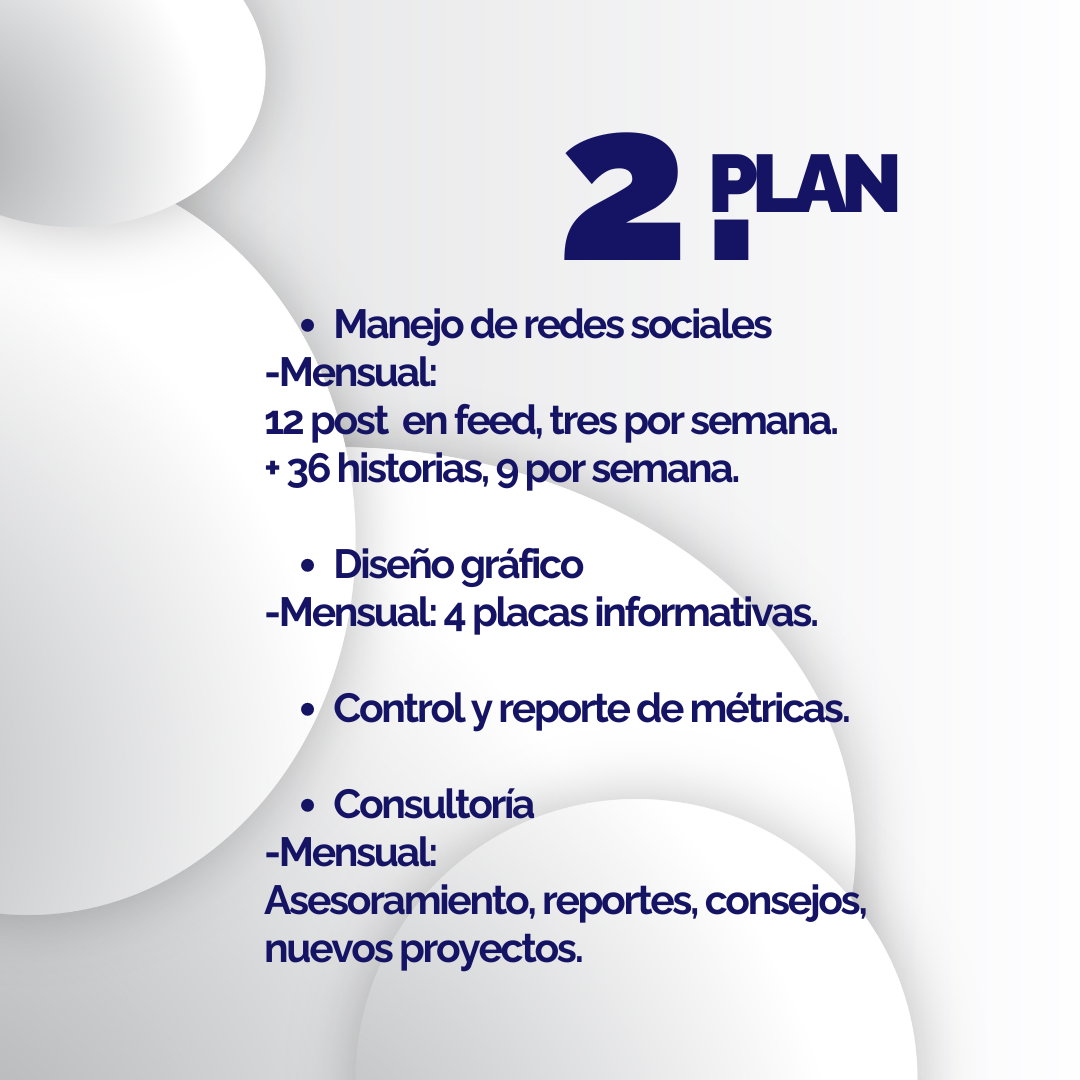 2. PLAN
• Manejo de redes sociales
-Mensual:
12 post en feed, tres por semana.
+ 36 historias, 9 por semana.
• Diseño gráfico
-Mensual: 4 placas informativas.
• Control y reporte de métricas.
• Consultoría
-Mensual:
Asesoramiento, reportes, consejos,
nuevos proyectos.